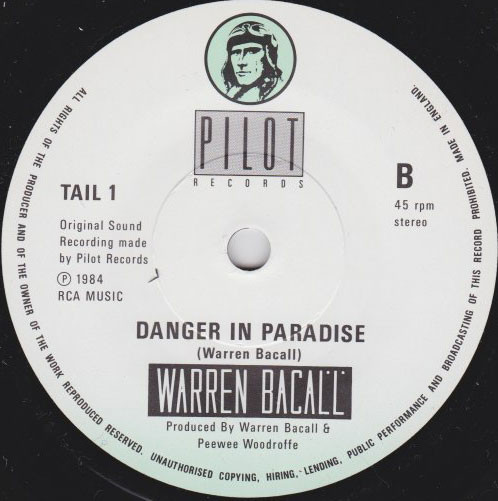 PILOT
RECORDS
TAIL 1
B
45 rpm
stereo
Original Sound
Recording made
by Pilot Records
Ⓟ 1984
RCA MUSIC
DANGER IN PARADISE
(Warren Bacall)
WARREN BACALL
Produced By Warren Bacall &
Peewee Woodroffe
ALL RIGHTS OF THE PRODUCER AND OF THE OWNER OF THE WORK REPRODUCED RESERVED. UNAUTHORISED COPYING, HIRING, LENDING, PUBLIC PERFORMANCE AND BROADCASTING OF THIS RECORD PROHIBITED. MADE IN ENGLAND.